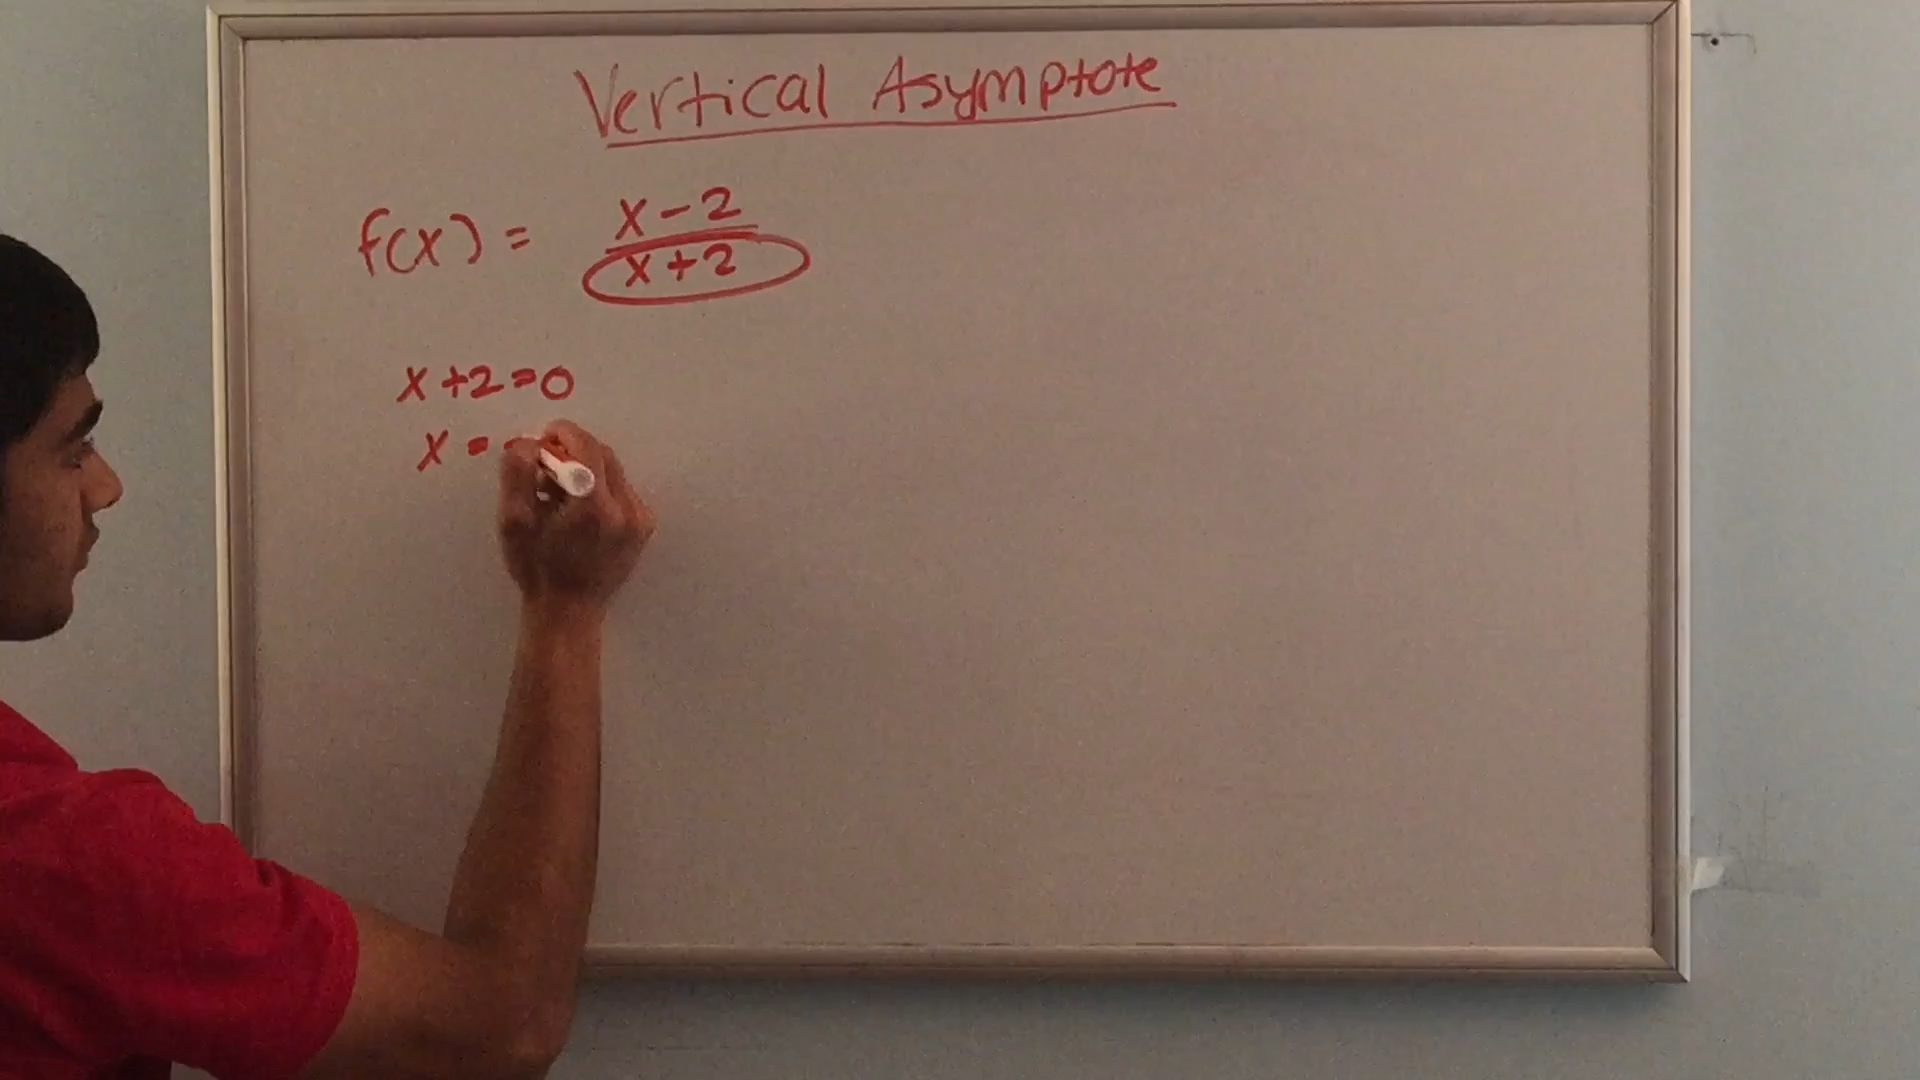 Vertical Asymptote
f(x) = x-2
x+2
x+2=0
x = -